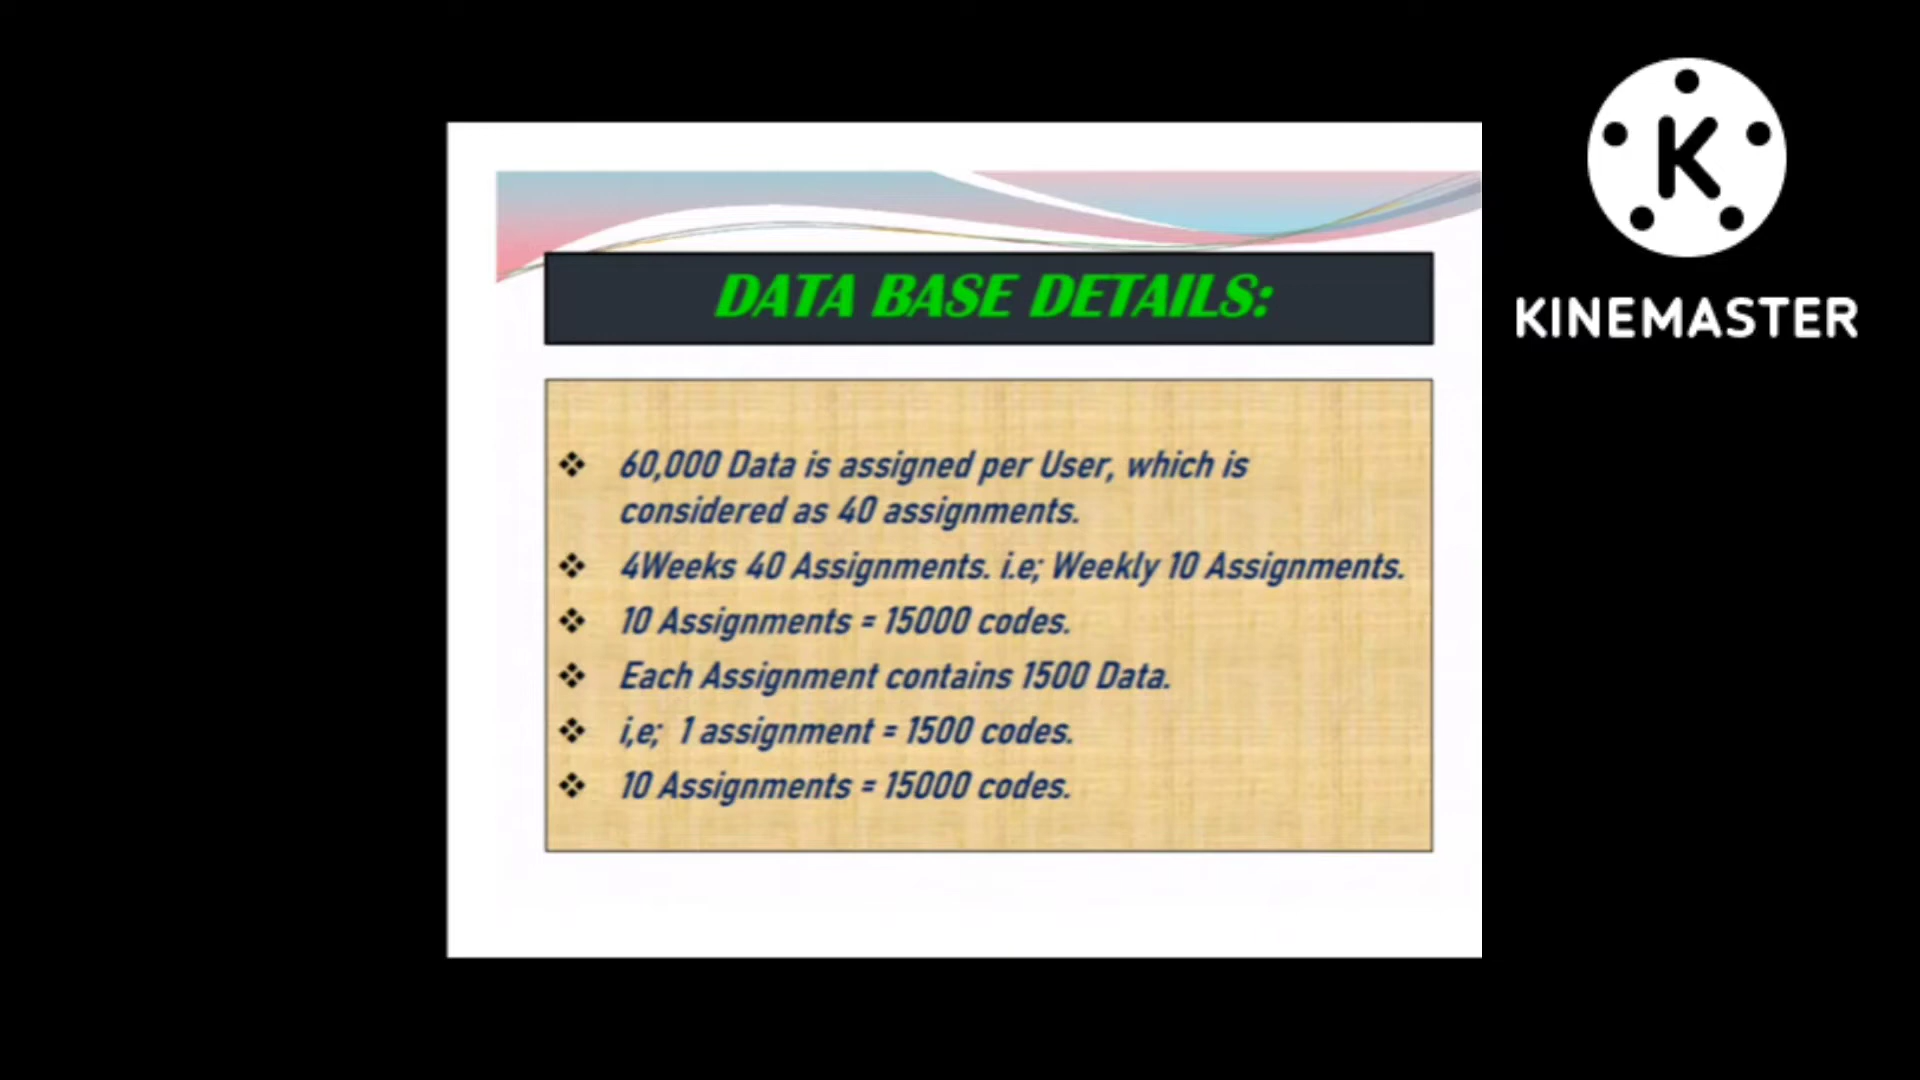 K
KINEMASTER
DATA BASE DETAILS:
❖ 60,000 Data is assigned per User, which is
considered as 40 assignments.
❖ 4Weeks 40 Assignments. i.e; Weekly 10 Assignments.
❖ 10 Assignments = 15000 codes.
❖ Each Assignment contains 1500 Data.
❖ i,e; 1 assignment = 1500 codes.
❖ 10 Assignments = 15000 codes.